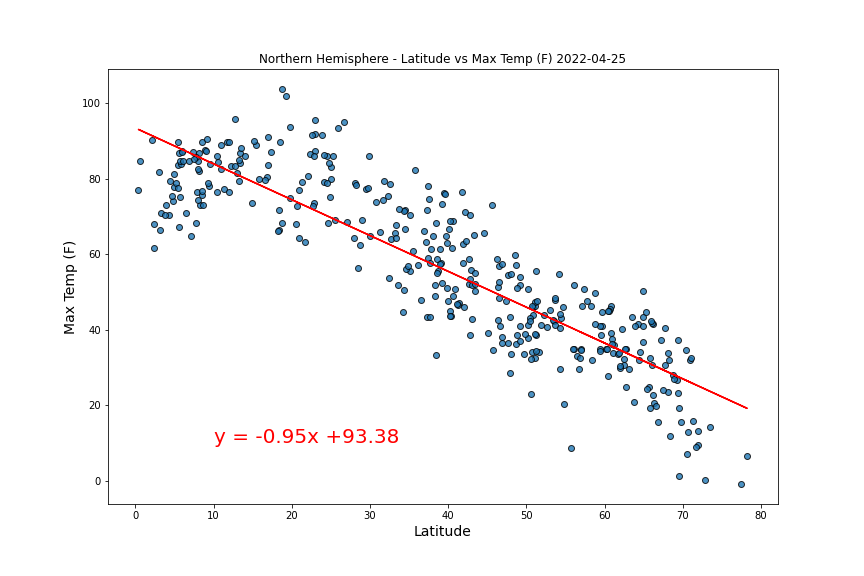 Northern Hemisphere - Latitude vs Max Temp (F) 2022-04-25
100
80
60
40
20
0
Max Temp (F)
y = -0.95x +93.38
0 10 20 30 40 50 60 70 80
Latitude